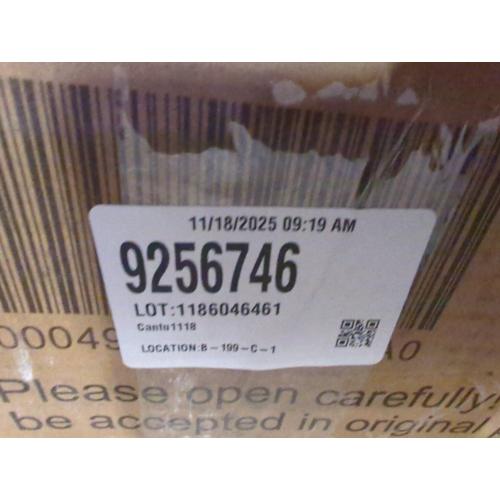 11/18/2025 09:19 AM
9256746
LOT:1186046461
Cantu1118
LOCATION:B-199-C-1
Please open carefully!
be accepted in original